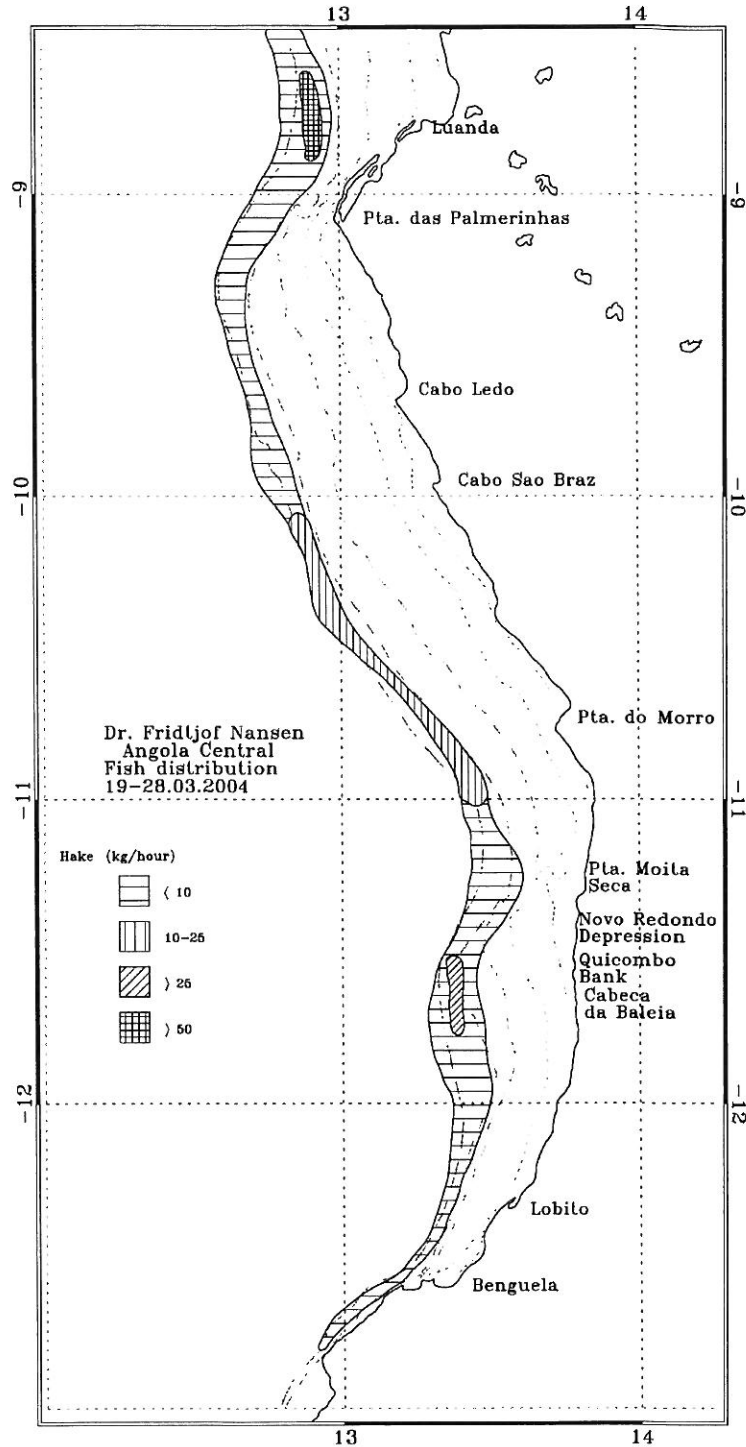 13 14
Luanda
-9 -9
Pta. das Palmerinhas
Cabo Ledo
Cabo Sao Braz
-10 -10
Pta. do Morro
Dr. Fridtjof Nansen
Angola Central
Fish distribution
19-28.03.2004
-11 -11
Hake (kg/hour)
< 10
10-25
> 25
> 50
Pta. Moita
Seca
Novo Redondo
Depression
Quicombo
Bank
Cabeca
da Baleia
-12 -12
Lobito
Benguela
13 14